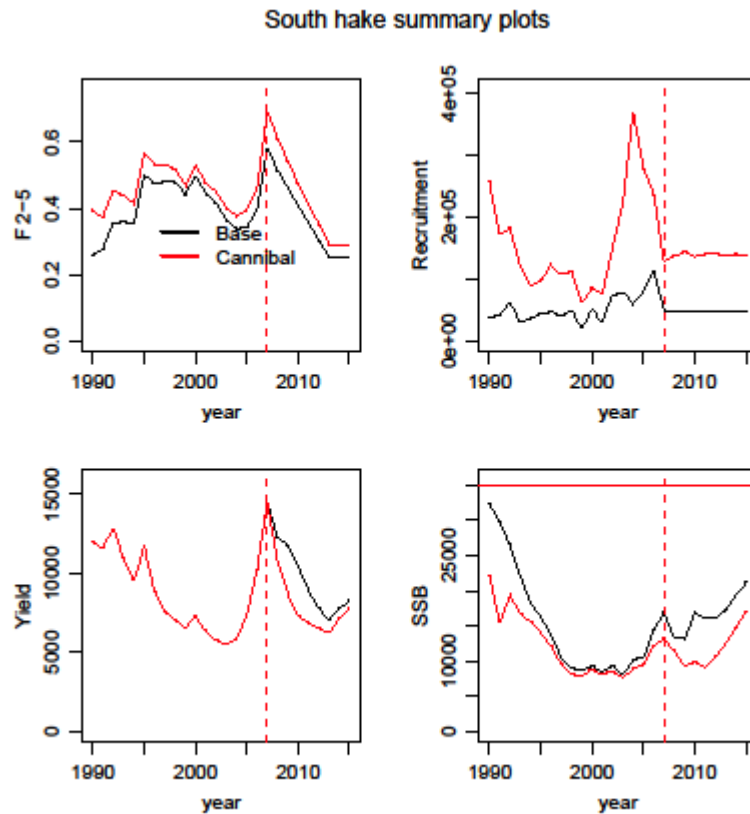 South hake summary plots
F 2-5
0.0 0.2 0.4 0.6
Base
Cannibal
1990 2000 2010
year
Recruitment
0e+00 2e+05 4e+05
1990 2000 2010
year
Yield
0 5000 10000 15000
1990 2000 2010
year
SSB
0 10000 25000
1990 2000 2010
year